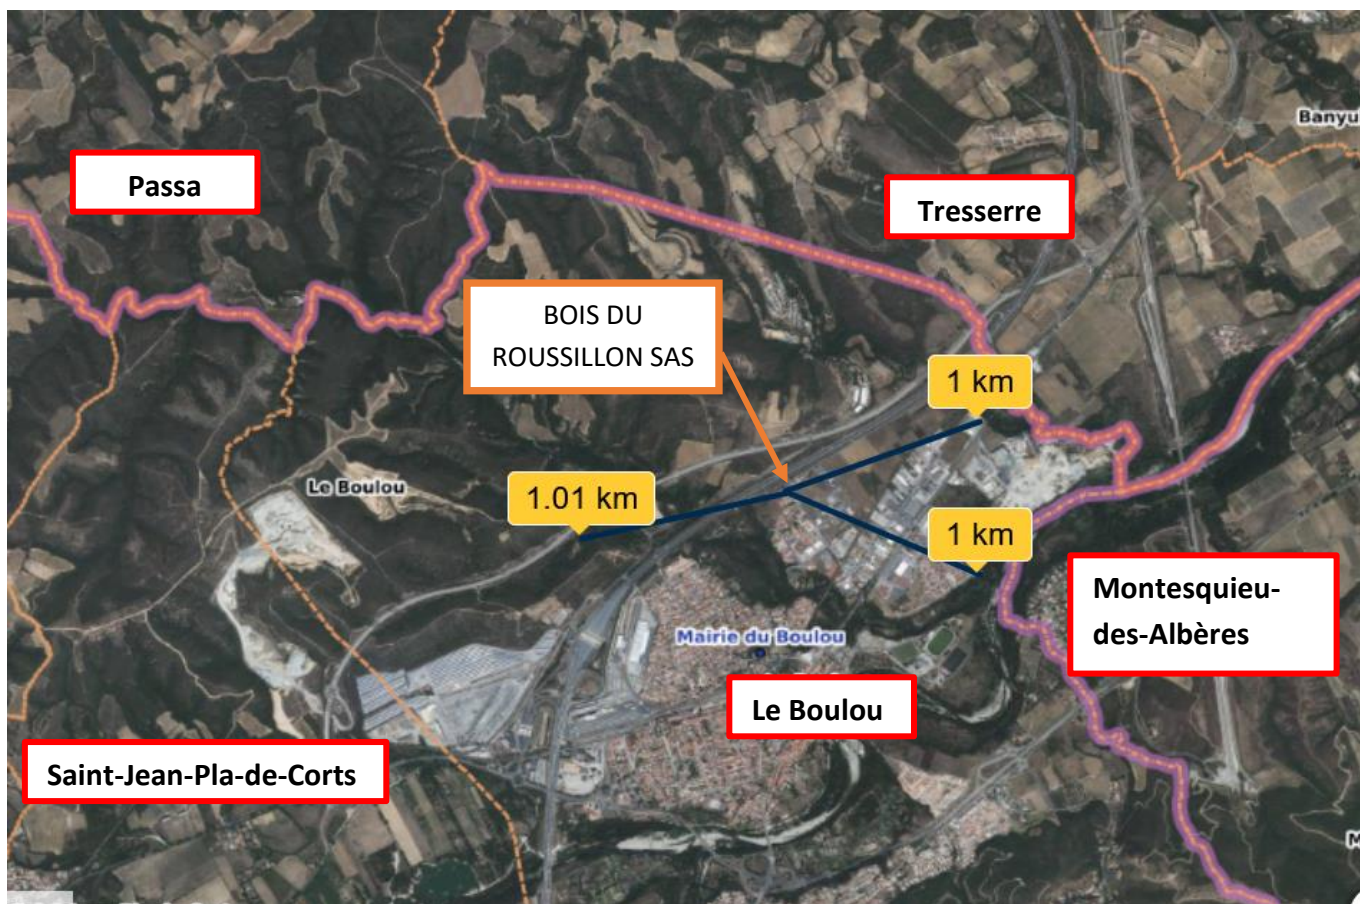 Banyu
Passa
Tresserre
BOIS DU
ROUSSILLON SAS
1 km
Le Boulou
1.01 km
1 km
Montesquieu-
des-Albères
Mairie du Boulou
Le Boulou
Saint-Jean-Pla-de-Corts
M